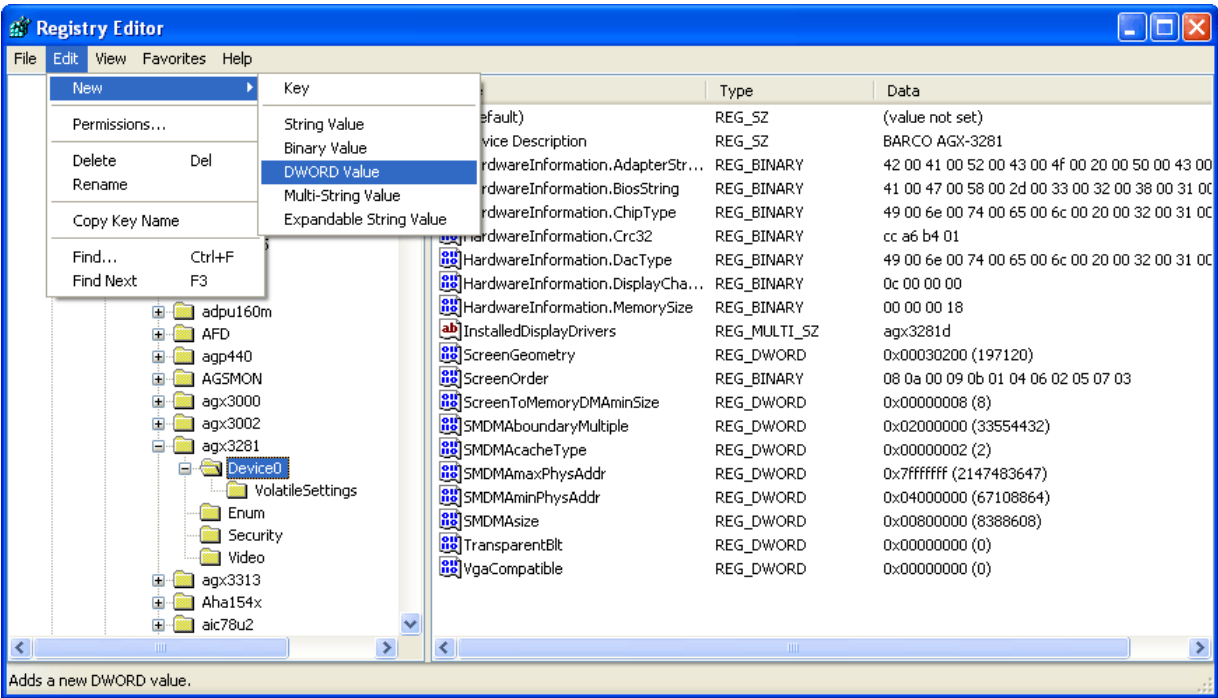 Registry Editor
File Edit View Favorites Help
New
Permissions...
Delete Del
Rename
Copy Key Name
Find... Ctrl+F
Find Next F3
Key
String Value
Binary Value
DWORD Value
Multi-String Value
Expandable String Value
adpu160m
AFD
agp440
AGSMON
agx3000
agx3002
agx3281
Device0
VolatileSettings
Enum
Security
Video
agx3313
Aha154x
aic78u2
Type Data
efault) REG_SZ (value not set)
vice Description REG_SZ BARCO AGX-3281
rdwareInformation.AdapterStr... REG_BINARY 42 00 41 00 52 00 43 00 4f 00 20 00 50 00 43 00
rdwareInformation.BiosString REG_BINARY 41 00 47 00 58 00 2d 00 33 00 32 00 38 00 31 00
rdwareInformation.ChipType REG_BINARY 49 00 6e 00 74 00 65 00 6c 00 20 00 32 00 31 00
HardwareInformation.Crc32 REG_BINARY cc a6 b4 01
HardwareInformation.DacType REG_BINARY 49 00 6e 00 74 00 65 00 6c 00 20 00 32 00 31 00
HardwareInformation.DisplayCha... REG_BINARY 0c 00 00 00
HardwareInformation.MemorySize REG_BINARY 00 00 00 18
InstalledDisplayDrivers REG_MULTI_SZ agx3281d
ScreenGeometry REG_DWORD 0x00030200 (197120)
ScreenOrder REG_BINARY 08 0a 00 09 0b 01 04 06 02 05 07 03
ScreenToMemoryDMAminSize REG_DWORD 0x00000008 (8)
SMDMAboundaryMultiple REG_DWORD 0x02000000 (33554432)
SMDMAcacheType REG_DWORD 0x00000002 (2)
SMDMAmaxPhysAddr REG_DWORD 0x7fffffff (2147483647)
SMDMAminPhysAddr REG_DWORD 0x04000000 (67108864)
SMDMAsize REG_DWORD 0x00800000 (8388608)
TransparentBlt REG_DWORD 0x00000000 (0)
VgaCompatible REG_DWORD 0x00000000 (0)
Adds a new DWORD value.